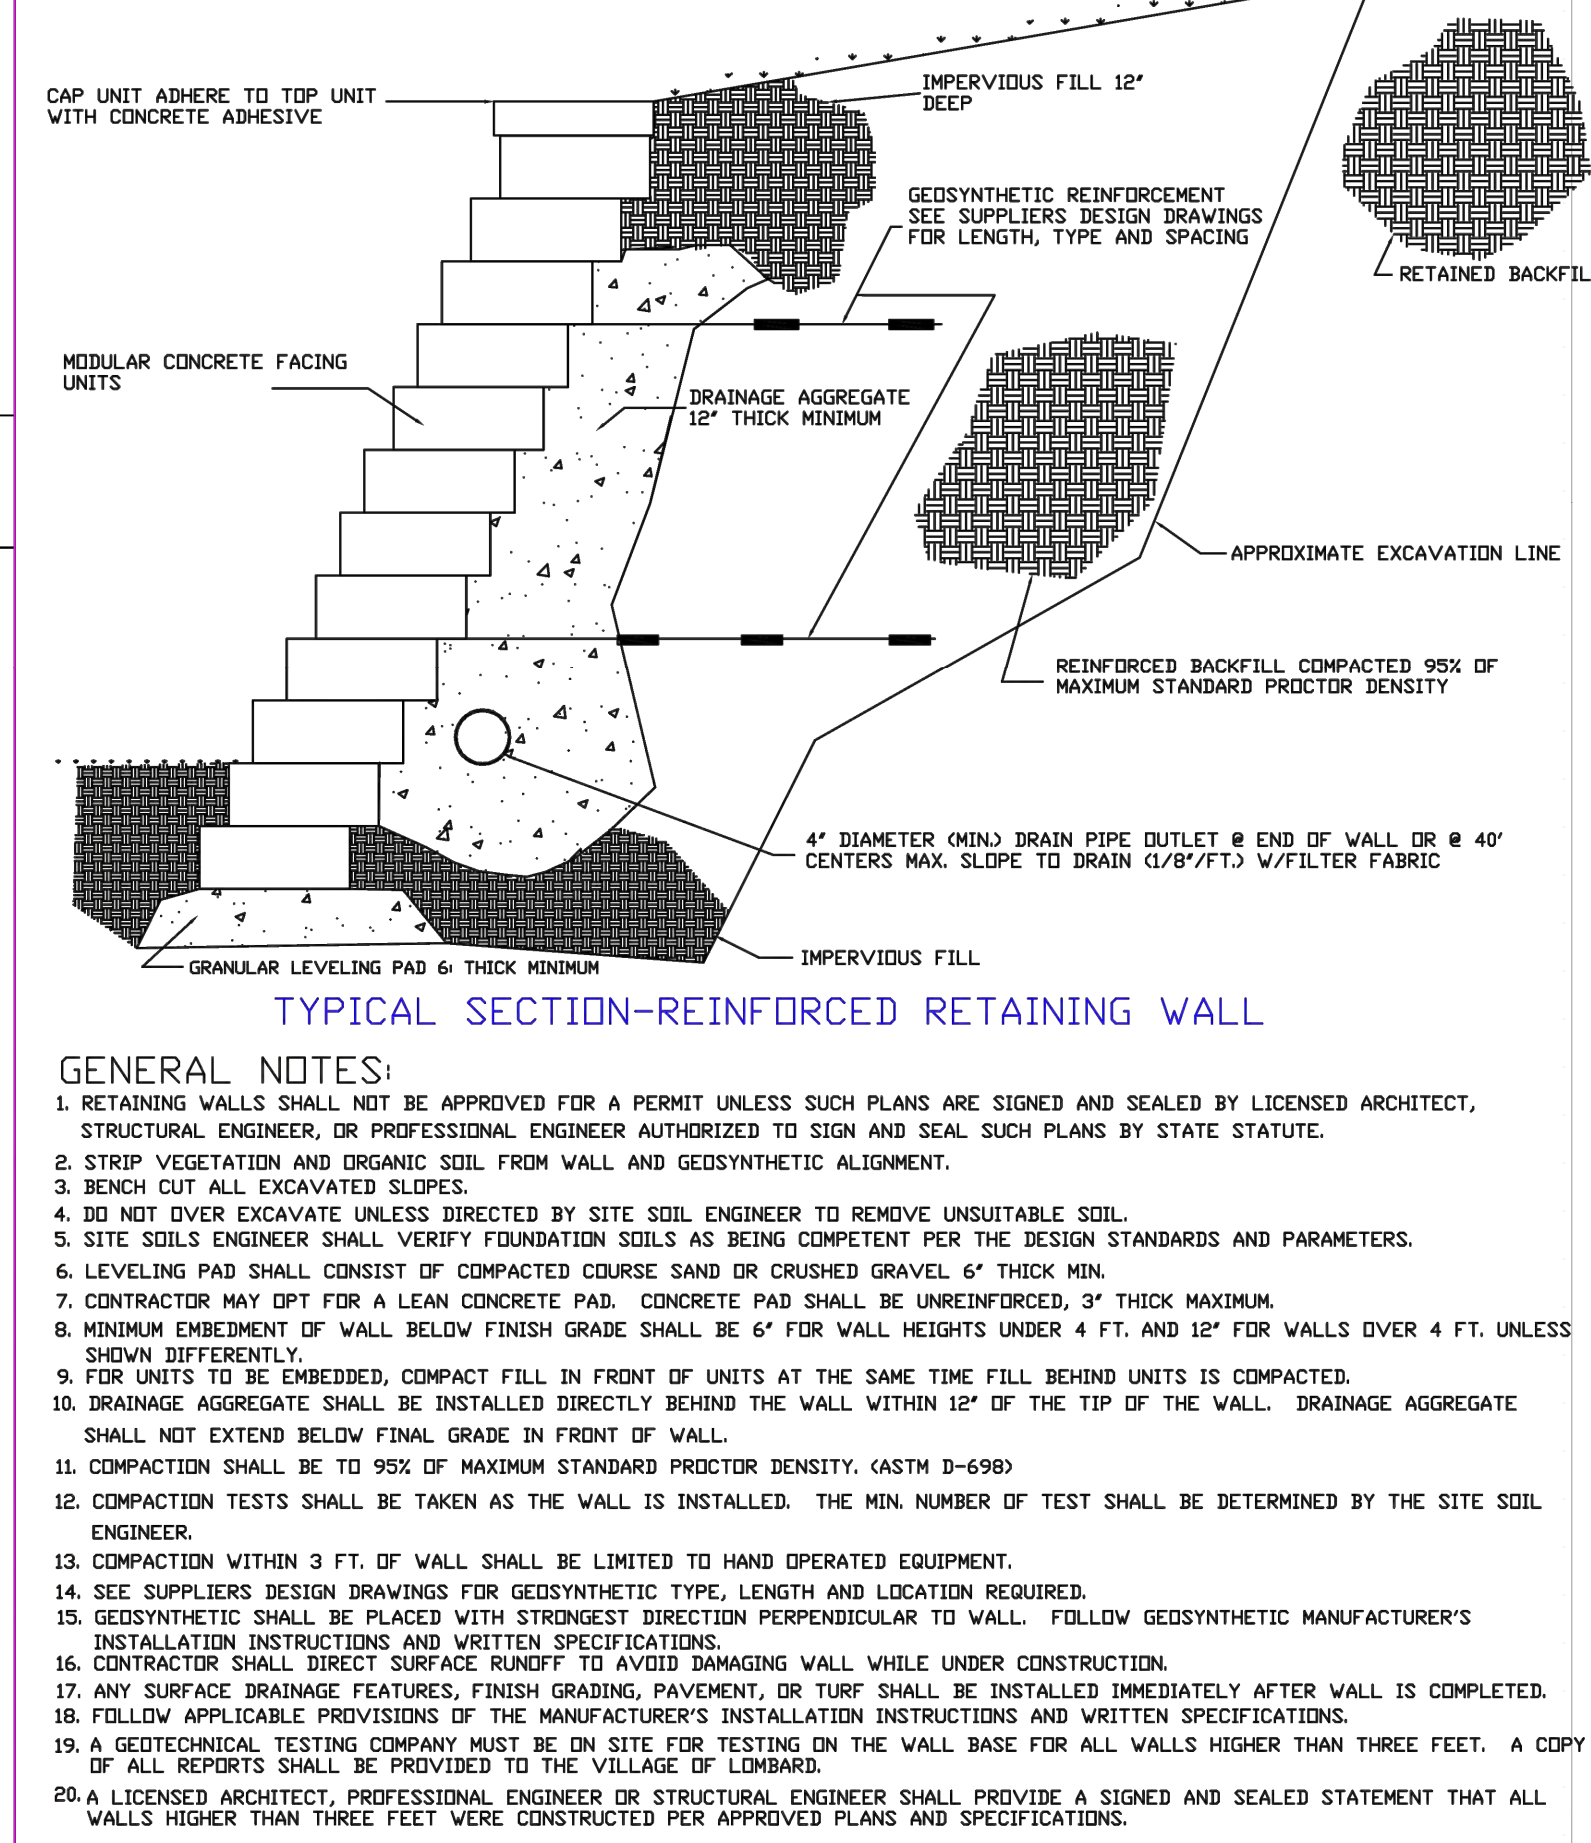 CAP UNIT ADHERE TO TOP UNIT
WITH CONCRETE ADHESIVE
IMPERVIOUS FILL 12"
DEEP
GEOSYNTHETIC REINFORCEMENT
SEE SUPPLIERS DESIGN DRAWINGS
FOR LENGTH, TYPE AND SPACING
RETAINED BACKFIL
MODULAR CONCRETE FACING
UNITS
DRAINAGE AGGREGATE
12" THICK MINIMUM
APPROXIMATE EXCAVATION LINE
REINFORCED BACKFILL COMPACTED 95% OF
MAXIMUM STANDARD PROCTOR DENSITY
4" DIAMETER (MIN.) DRAIN PIPE OUTLET @ END OF WALL OR @ 40'
CENTERS MAX. SLOPE TO DRAIN (1/8"/FT.) W/FILTER FABRIC
IMPERVIOUS FILL
GRANULAR LEVELING PAD 6: THICK MINIMUM
TYPICAL SECTION-REINFORCED RETAINING WALL
GENERAL NOTES:
1. RETAINING WALLS SHALL NOT BE APPROVED FOR A PERMIT UNLESS SUCH PLANS ARE SIGNED AND SEALED BY LICENSED ARCHITECT,
STRUCTURAL ENGINEER, OR PROFESSIONAL ENGINEER AUTHORIZED TO SIGN AND SEAL SUCH PLANS BY STATE STATUTE.
2. STRIP VEGETATION AND ORGANIC SOIL FROM WALL AND GEOSYNTHETIC ALIGNMENT.
3. BENCH CUT ALL EXCAVATED SLOPES.
4. DO NOT OVER EXCAVATE UNLESS DIRECTED BY SITE SOIL ENGINEER TO REMOVE UNSUITABLE SOIL.
5. SITE SOILS ENGINEER SHALL VERIFY FOUNDATION SOILS AS BEING COMPETENT PER THE DESIGN STANDARDS AND PARAMETERS.
6. LEVELING PAD SHALL CONSIST OF COMPACTED COURSE SAND OR CRUSHED GRAVEL 6" THICK MIN.
7. CONTRACTOR MAY OPT FOR A LEAN CONCRETE PAD. CONCRETE PAD SHALL BE UNREINFORCED, 3" THICK MAXIMUM.
8. MINIMUM EMBEDMENT OF WALL BELOW FINISH GRADE SHALL BE 6" FOR WALL HEIGHTS UNDER 4 FT. AND 12" FOR WALLS OVER 4 FT. UNLESS
SHOWN DIFFERENTLY.
9. FOR UNITS TO BE EMBEDDED, COMPACT FILL IN FRONT OF UNITS AT THE SAME TIME FILL BEHIND UNITS IS COMPACTED.
10. DRAINAGE AGGREGATE SHALL BE INSTALLED DIRECTLY BEHIND THE WALL WITHIN 12" OF THE TIP OF THE WALL. DRAINAGE AGGREGATE
SHALL NOT EXTEND BELOW FINAL GRADE IN FRONT OF WALL.
11. COMPACTION SHALL BE TO 95% OF MAXIMUM STANDARD PROCTOR DENSITY. (ASTM D-698)
12. COMPACTION TESTS SHALL BE TAKEN AS THE WALL IS INSTALLED. THE MIN. NUMBER OF TEST SHALL BE DETERMINED BY THE SITE SOIL
ENGINEER.
13. COMPACTION WITHIN 3 FT. OF WALL SHALL BE LIMITED TO HAND OPERATED EQUIPMENT.
14. SEE SUPPLIERS DESIGN DRAWINGS FOR GEOSYNTHETIC TYPE, LENGTH AND LOCATION REQUIRED.
15. GEOSYNTHETIC SHALL BE PLACED WITH STRONGEST DIRECTION PERPENDICULAR TO WALL. FOLLOW GEOSYNTHETIC MANUFACTURER'S
INSTALLATION INSTRUCTIONS AND WRITTEN SPECIFICATIONS.
16. CONTRACTOR SHALL DIRECT SURFACE RUNOFF TO AVOID DAMAGING WALL WHILE UNDER CONSTRUCTION.
17. ANY SURFACE DRAINAGE FEATURES, FINISH GRADING, PAVEMENT, OR TURF SHALL BE INSTALLED IMMEDIATELY AFTER WALL IS COMPLETED.
18. FOLLOW APPLICABLE PROVISIONS OF THE MANUFACTURER'S INSTALLATION INSTRUCTIONS AND WRITTEN SPECIFICATIONS.
19. A GEOTECHNICAL TESTING COMPANY MUST BE ON SITE FOR TESTING ON THE WALL BASE FOR ALL WALLS HIGHER THAN THREE FEET. A COPY
OF ALL REPORTS SHALL BE PROVIDED TO THE VILLAGE OF LOMBARD.
20. A LICENSED ARCHITECT, PROFESSIONAL ENGINEER OR STRUCTURAL ENGINEER SHALL PROVIDE A SIGNED AND SEALED STATEMENT THAT ALL
WALLS HIGHER THAN THREE FEET WERE CONSTRUCTED PER APPROVED PLANS AND SPECIFICATIONS.